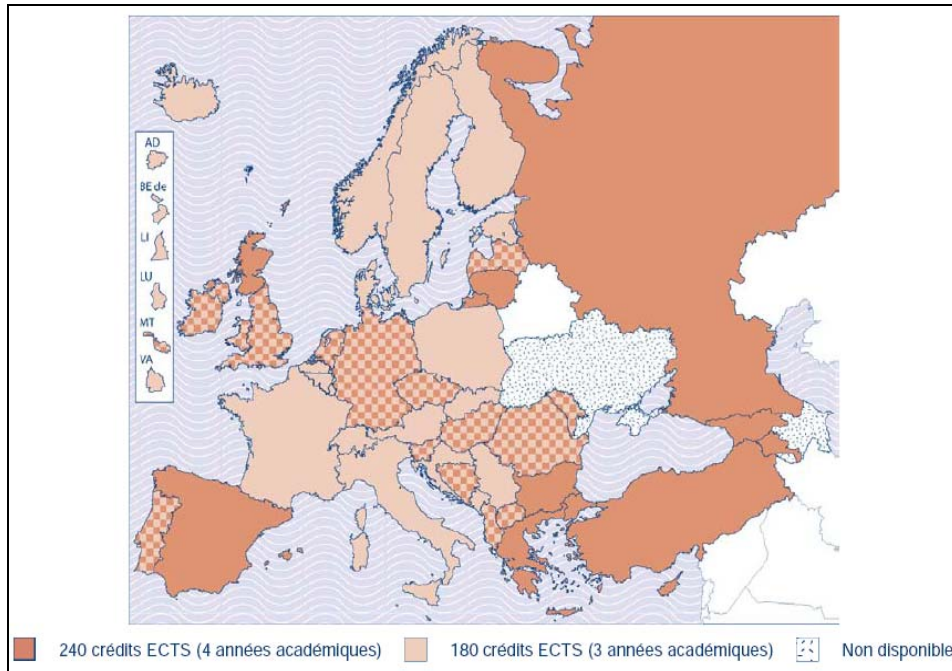 AD
BE de
LI
LU
MT
VA
240 crédits ECTS (4 années académiques) 180 crédits ECTS (3 années académiques) Non disponible